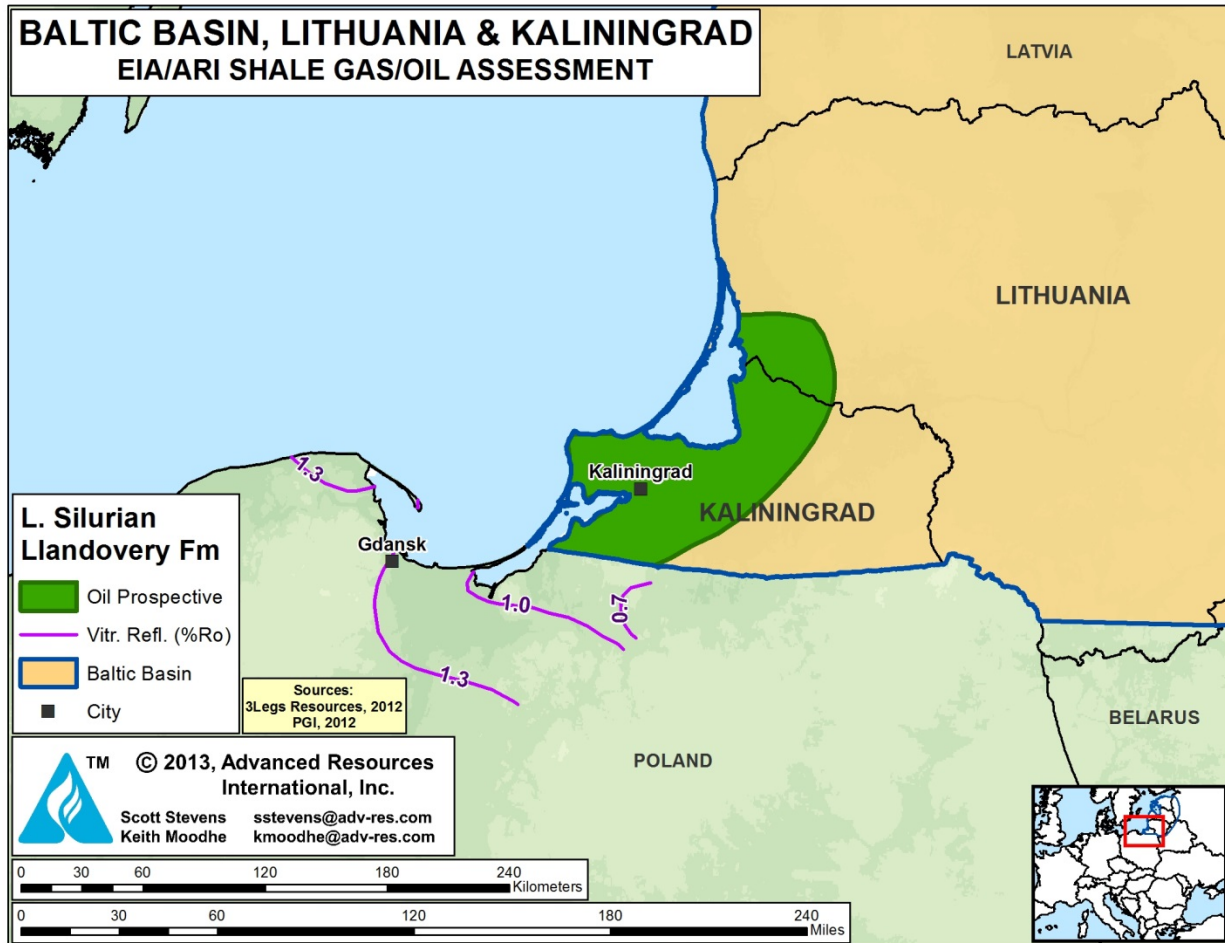 BALTIC BASIN, LITHUANIA & KALININGRAD
EIA/ARI SHALE GAS/OIL ASSESSMENT
LATVIA
LITHUANIA
Kaliningrad
KALININGRAD
1.3
Gdansk
1.0
0.7
1.3
POLAND
BELARUS
L. Silurian
Llandovery Fm
Oil Prospective
Vitr. Refl. (%Ro)
Baltic Basin
City
Sources:
3Legs Resources, 2012
PGI, 2012
TM
© 2013, Advanced Resources
International, Inc.
Scott Stevens sstevens@adv-res.com
Keith Moodhe kmoodhe@adv-res.com
0 30 60 120 180 240
Kilometers
0 30 60 120 180 240
Miles